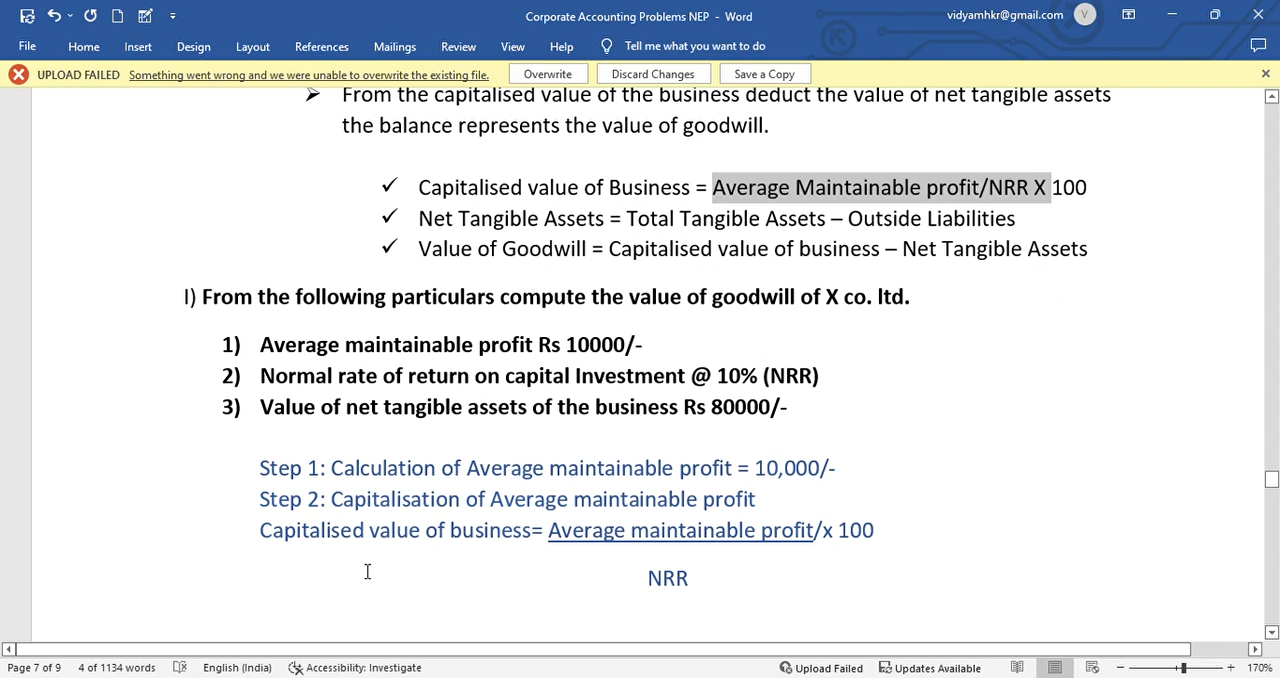 Corporate Accounting Problems NEP - Word
vidyamhkr@gmail.com V
File Home Insert Design Layout References Mailings Review View Help Tell me what you want to do
UPLOAD FAILED Something went wrong and we were unable to overwrite the existing file. Overwrite Discard Changes Save a Copy
From the capitalised value of the business deduct the value of net tangible assets
the balance represents the value of goodwill.
Capitalised value of Business = Average Maintainable profit/NRR X 100
Net Tangible Assets = Total Tangible Assets – Outside Liabilities
Value of Goodwill = Capitalised value of business – Net Tangible Assets
I) From the following particulars compute the value of goodwill of X co. ltd.
1) Average maintainable profit Rs 10000/-
2) Normal rate of return on capital Investment @ 10% (NRR)
3) Value of net tangible assets of the business Rs 80000/-
Step 1: Calculation of Average maintainable profit = 10,000/-
Step 2: Capitalisation of Average maintainable profit
Capitalised value of business= Average maintainable profit/x 100
NRR
Page 7 of 9 4 of 1134 words English (India) Accessibility: Investigate Upload Failed Updates Available 170%